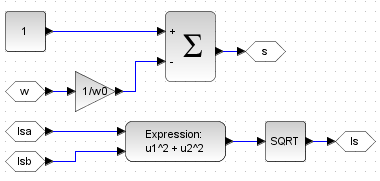 1
+
Σ
-
s
w
1/w0
Isa
Expression:
u1^2 + u2^2
SQRT
Is
Isb